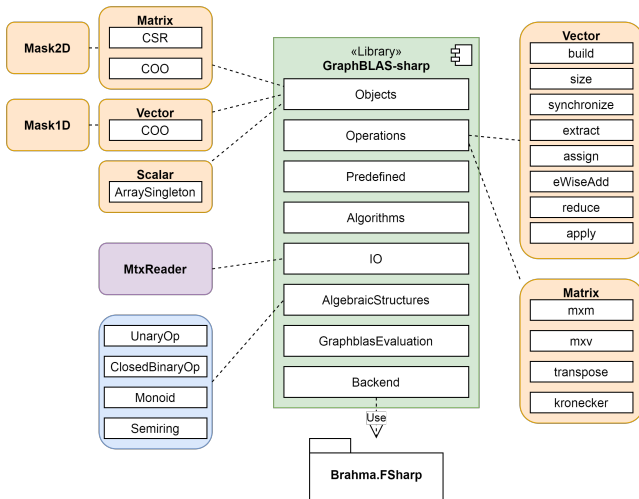 Mask2D
Matrix
CSR
COO
Mask1D
Vector
COO
Scalar
ArraySingleton
MtxReader
UnaryOp
ClosedBinaryOp
Monoid
Semiring
«Library»
GraphBLAS-sharp
Objects
Operations
Predefined
Algorithms
IO
AlgebraicStructures
GraphblasEvaluation
Backend
Use
Brahma.FSharp
Vector
build
size
synchronize
extract
assign
eWiseAdd
reduce
apply
Matrix
mxm
mxv
transpose
kronecker